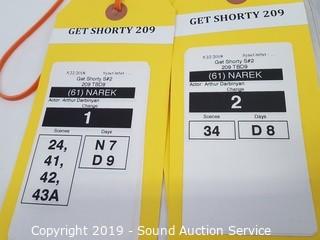 GET SHORTY 209
Get Shorty S#2
209 TBD9
(61) NAREK
Actor: Arthur Darbinyan
Change
1
Scenes Days
24,
41,
42,
43A
N 7
D 9
GET SHORTY 209
Get Shorty S#2
209 TBD9
(61) NAREK
Actor: Arthur Darbinyan
Change
2
Scenes Days
34 D 8
Copyright 2019 - Sound Auction Service